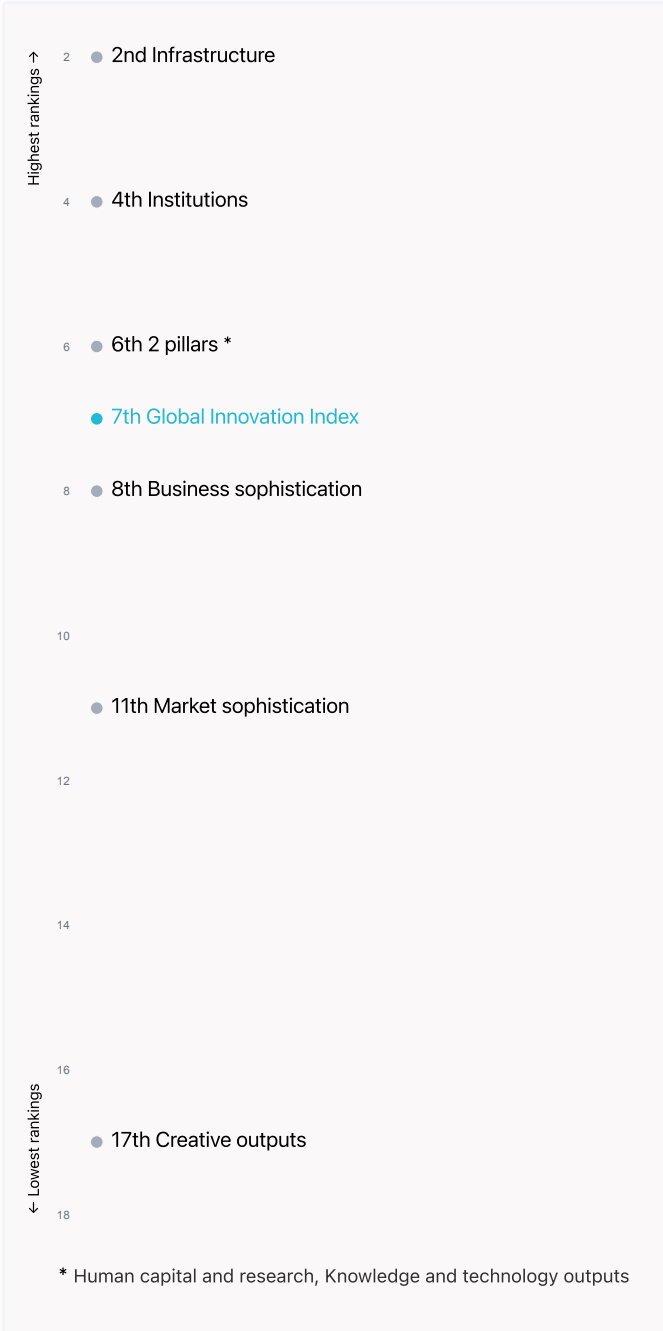 Highest rankings →
2
2nd Infrastructure
4
4th Institutions
6
6th 2 pillars *
7th Global Innovation Index
8
8th Business sophistication
10
11th Market sophistication
12
14
16
← Lowest rankings
17th Creative outputs
18
* Human capital and research, Knowledge and technology outputs